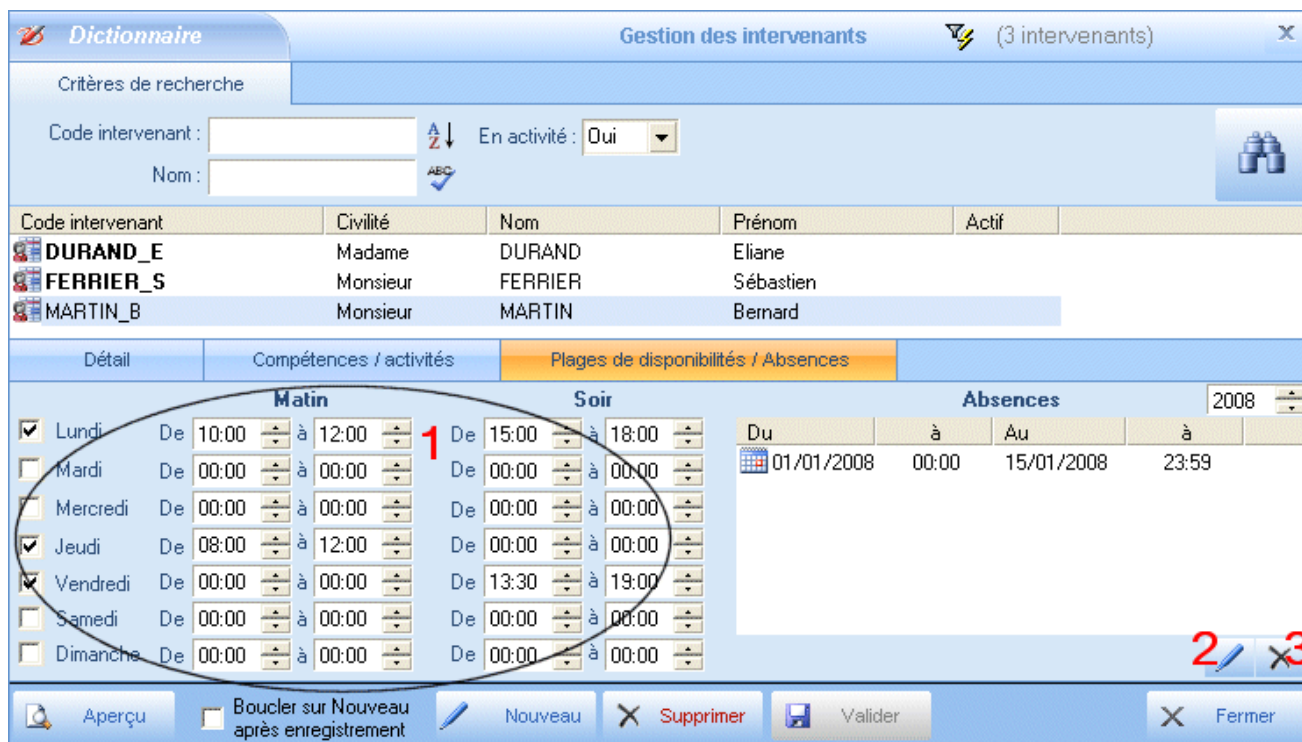 Dictionnaire Gestion des intervenants (3 intervenants)
Critères de recherche
Code intervenant : A Z En activité : Oui
Nom : ABC
Code intervenant Civilité Nom Prénom Actif
DURAND_E Madame DURAND Eliane
FERRIER_S Monsieur FERRIER Sébastien
MARTIN_B Monsieur MARTIN Bernard
Détail Compétences / activités Plages de disponibilités / Absences
Matin Soir Absences 2008
Lundi De 10:00 à 12:00 1 De 15:00 à 18:00 Du à Au à
Mardi De 00:00 à 00:00 De 00:00 à 00:00 01/01/2008 00:00 15/01/2008 23:59
Mercredi De 00:00 à 00:00 De 00:00 à 00:00
Jeudi De 08:00 à 12:00 De 00:00 à 00:00
Vendredi De 00:00 à 00:00 De 13:30 à 19:00
Samedi De 00:00 à 00:00 De 00:00 à 00:00
Dimanche De 00:00 à 00:00 De 00:00 à 00:00 2 3
Aperçu Boucler sur Nouveau après enregistrement Nouveau Supprimer Valider Fermer